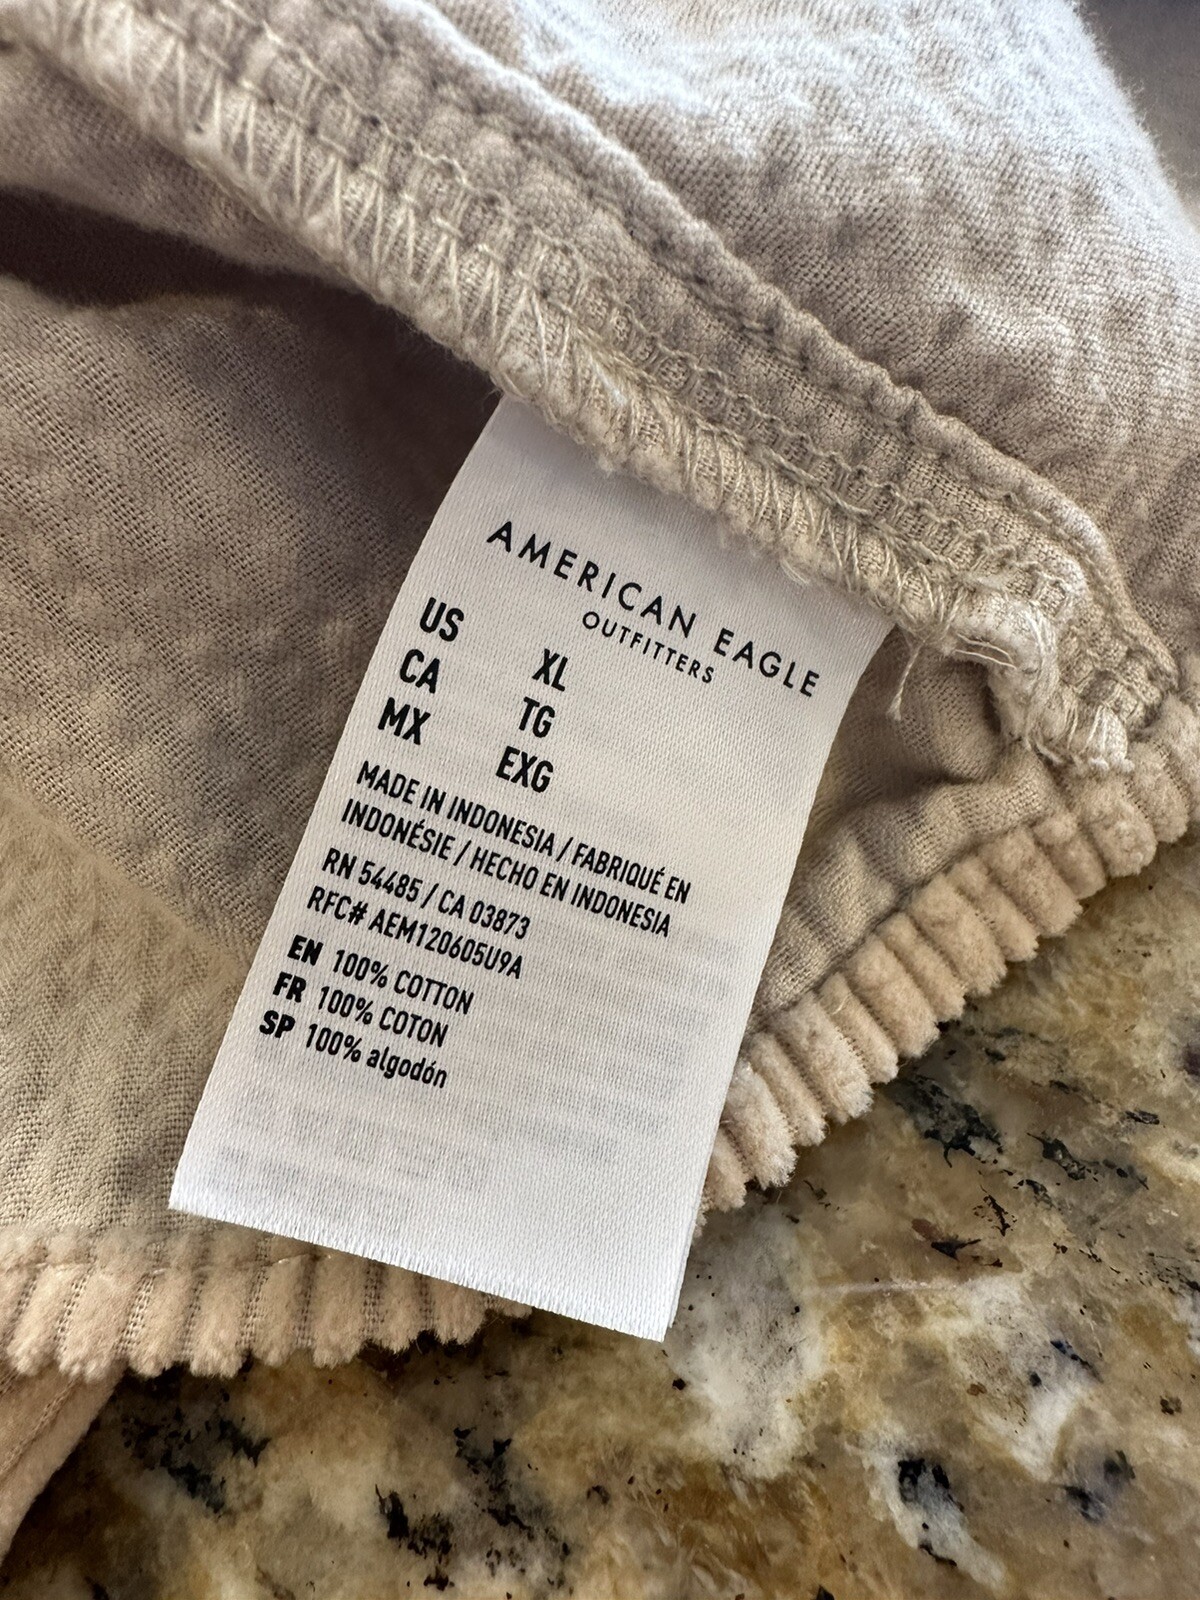 AMERICAN EAGLE
OUTFITTERS
US XL
CA TG
MX EXG
MADE IN INDONESIA / FABRIQUÉ EN
INDONÉSIE / HECHO EN INDONESIA
RN 54485 / CA 03873
RFC# AEM120605U9A
EN 100% COTTON
FR 100% COTON
SP 100% algodón